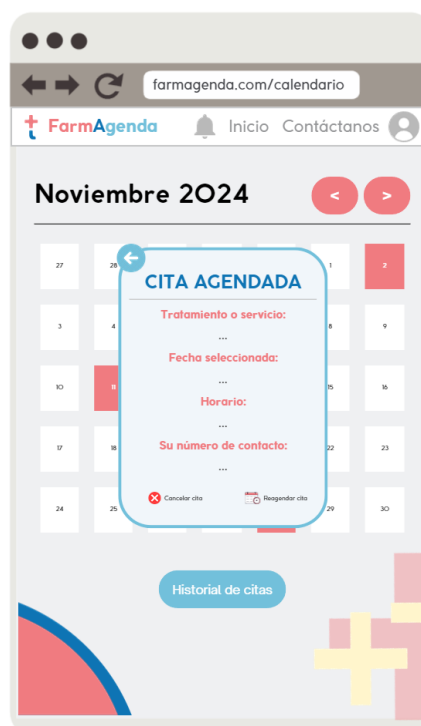 farmagenda.com/calendario
FarmAgenda Inicio Contáctanos
Noviembre 2024 < >
27 28 1 2
CITA AGENDADA
Tratamiento o servicio:
...
3 4 8 9
Fecha seleccionada:
...
10 11 15 16
Horario:
...
17 18 22 23
Su número de contacto:
...
Cancelar cita Reagendar cita
24 25 29 30
Historial de citas